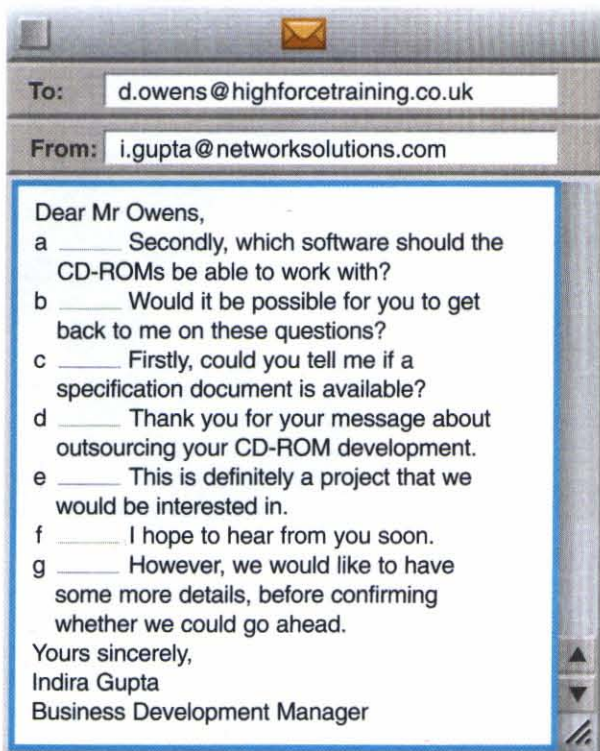 To: d.owens@highforcetraining.co.uk
From: i.gupta@networksolutions.com
Dear Mr Owens,
a ______ Secondly, which software should the
CD-ROMs be able to work with?
b ______ Would it be possible for you to get
back to me on these questions?
c ______ Firstly, could you tell me if a
specification document is available?
d ______ Thank you for your message about
outsourcing your CD-ROM development.
e ______ This is definitely a project that we
would be interested in.
f ______ I hope to hear from you soon.
g ______ However, we would like to have
some more details, before confirming
whether we could go ahead.
Yours sincerely,
Indira Gupta
Business Development Manager